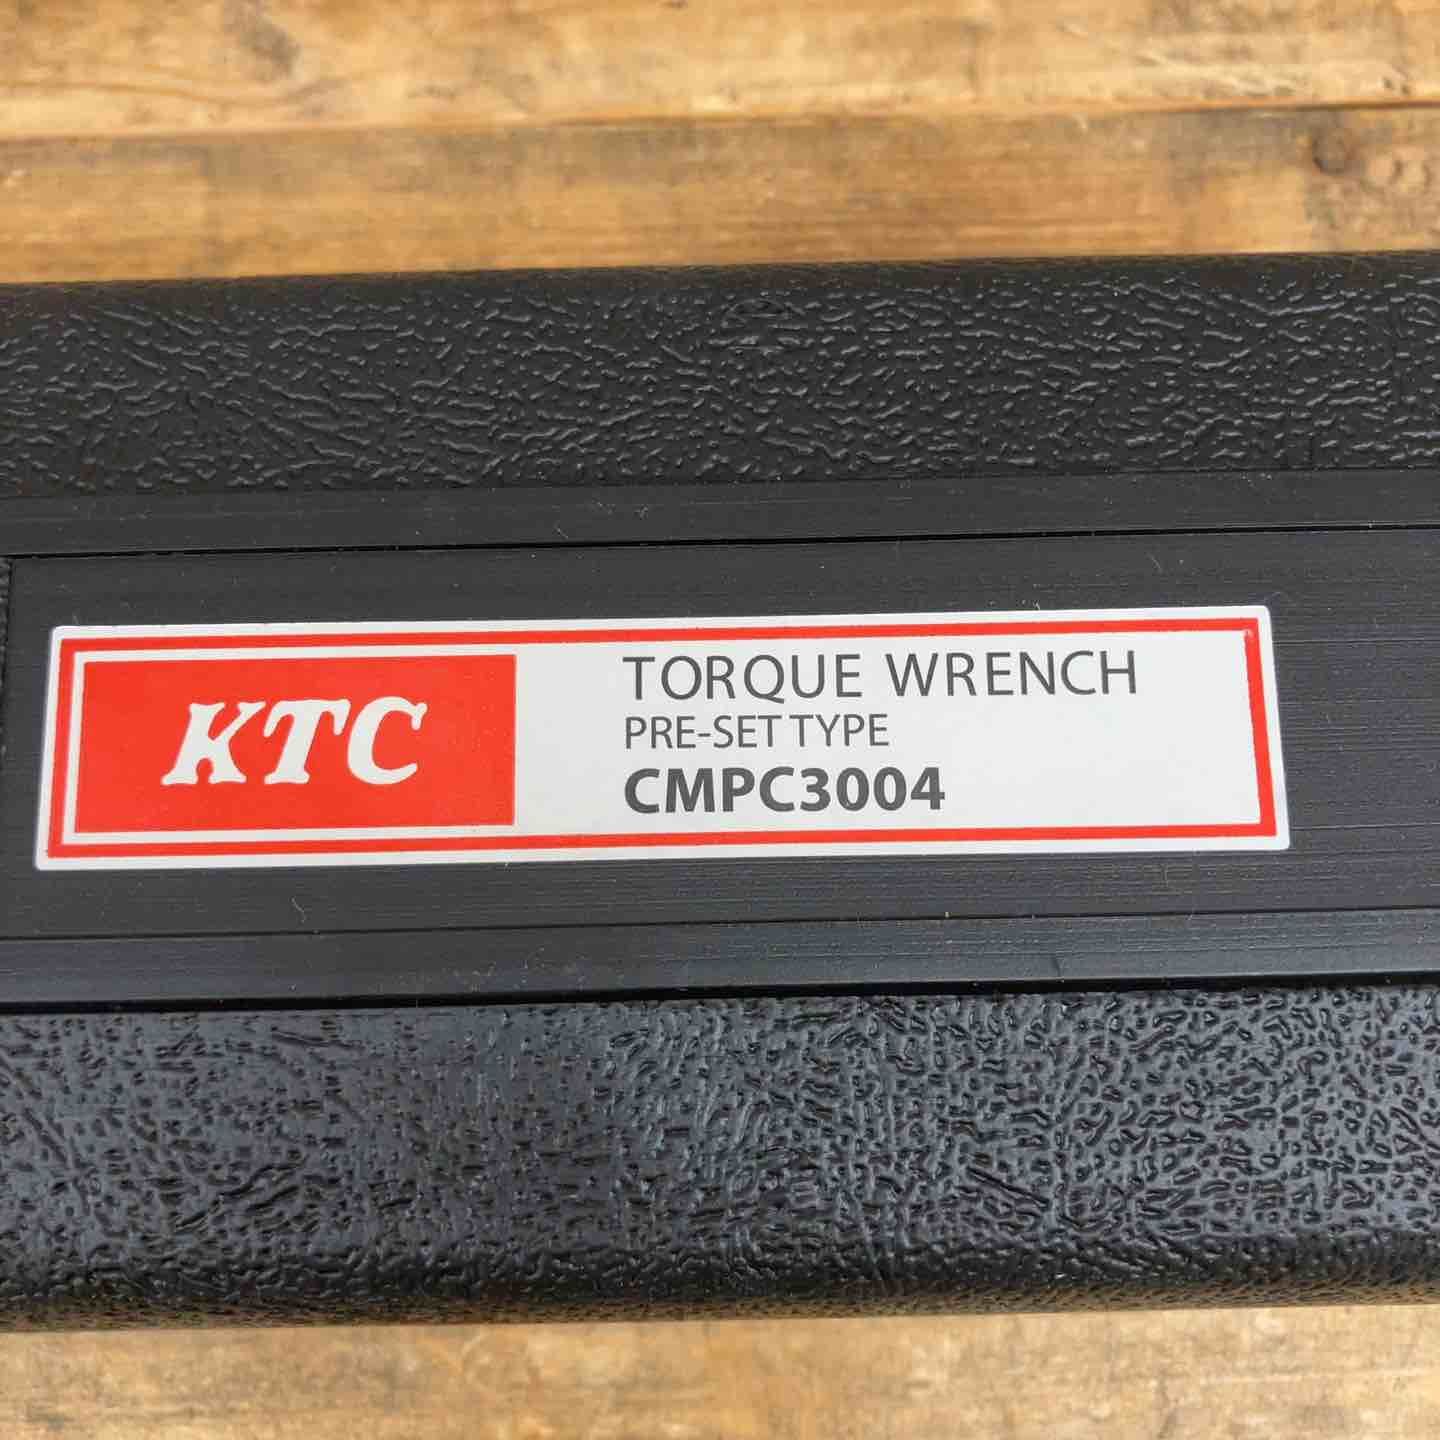 KTC
TORQUE WRENCH
PRE-SET TYPE
CMPC3004